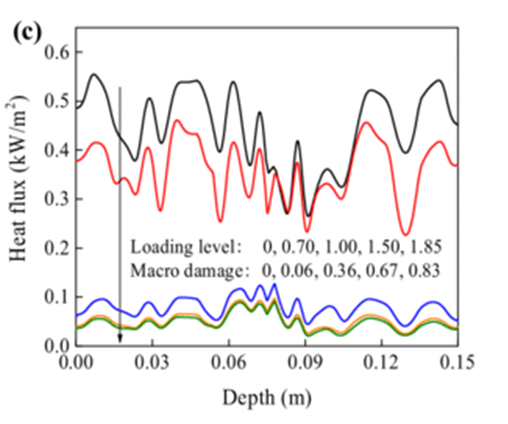 (c)
Heat flux (kW/m²)
0.6
0.5
0.4
0.3
0.2
0.1
0.0
Loading level: 0, 0.70, 1.00, 1.50, 1.85
Macro damage: 0, 0.06, 0.36, 0.67, 0.83
0.00 0.03 0.06 0.09 0.12 0.15
Depth (m)